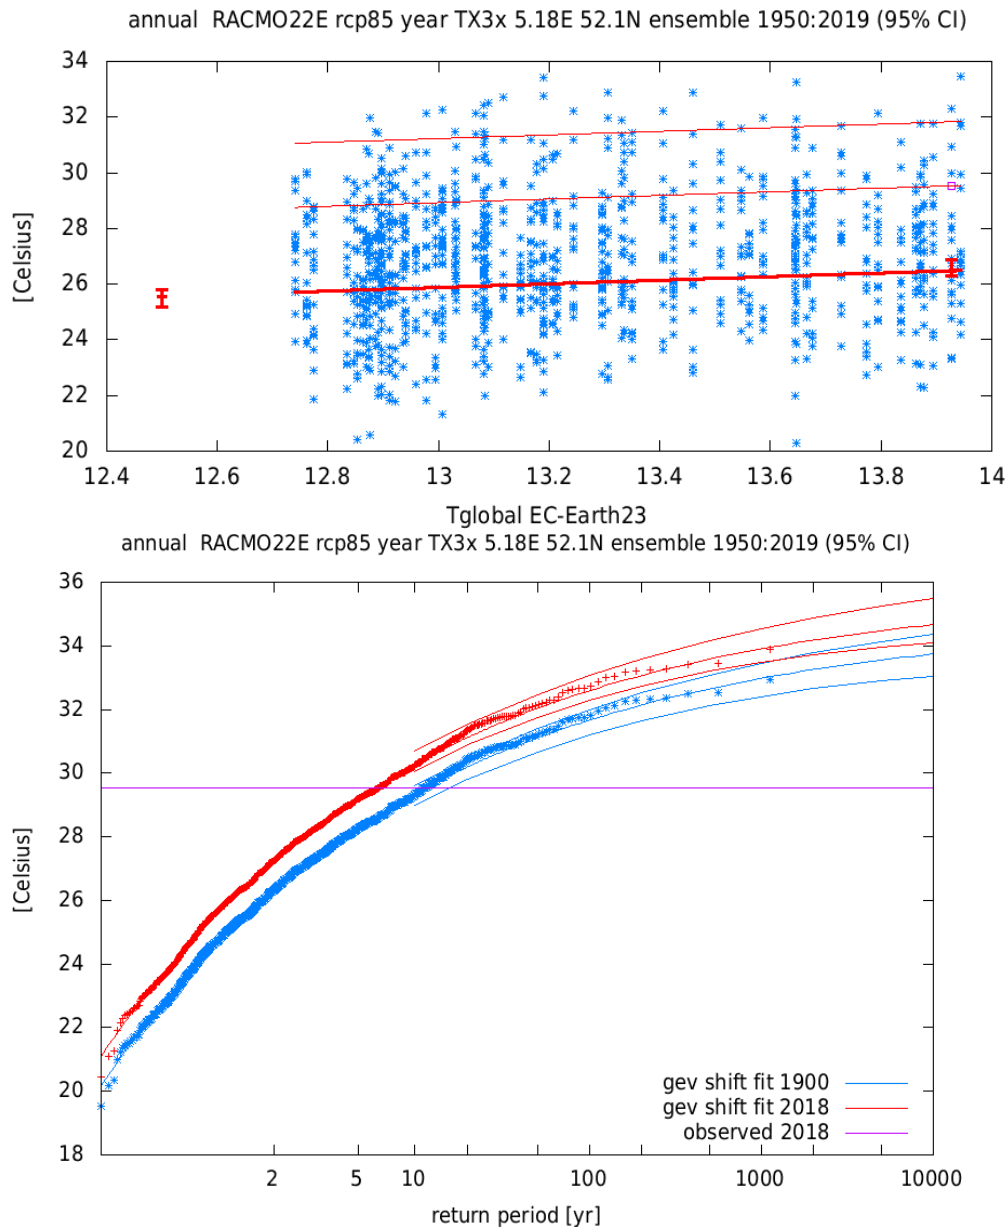 annual RACMO22E rcp85 year TX3x 5.18E 52.1N ensemble 1950:2019 (95% CI)
34
32
30
28
26
24
22
20
[Celsius]
12.4 12.6 12.8 13 13.2 13.4 13.6 13.8 14
Tglobal EC-Earth23
annual RACMO22E rcp85 year TX3x 5.18E 52.1N ensemble 1950:2019 (95% CI)
36
34
32
30
28
26
24
22
20
18
[Celsius]
gev shift fit 1900
gev shift fit 2018
observed 2018
2 5 10 100 1000 10000
return period [yr]